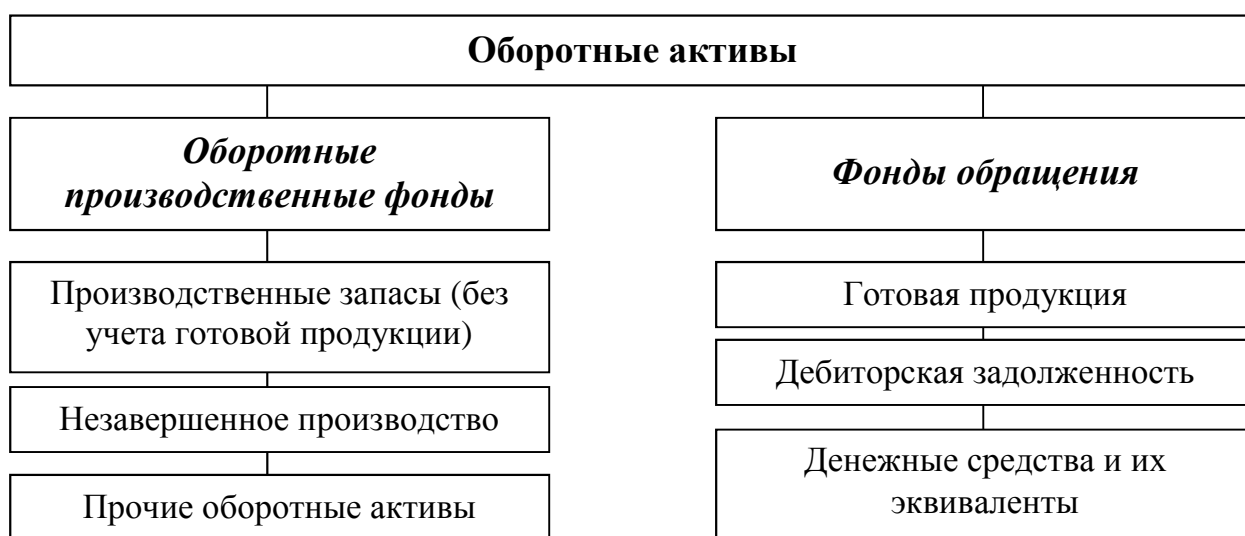 Оборотные активы
Оборотные
производственные фонды
Фонды обращения
Производственные запасы (без
учета готовой продукции)
Незавершенное производство
Прочие оборотные активы
Готовая продукция
Дебиторская задолженность
Денежные средства и их
эквиваленты